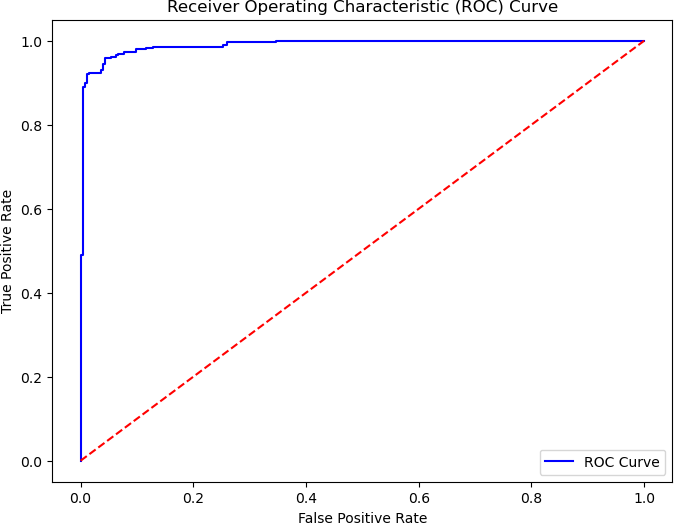 Receiver Operating Characteristic (ROC) Curve
1.0
0.8
0.6
0.4
0.2
0.0
True Positive Rate
0.0 0.2 0.4 0.6 0.8 1.0
False Positive Rate
ROC Curve